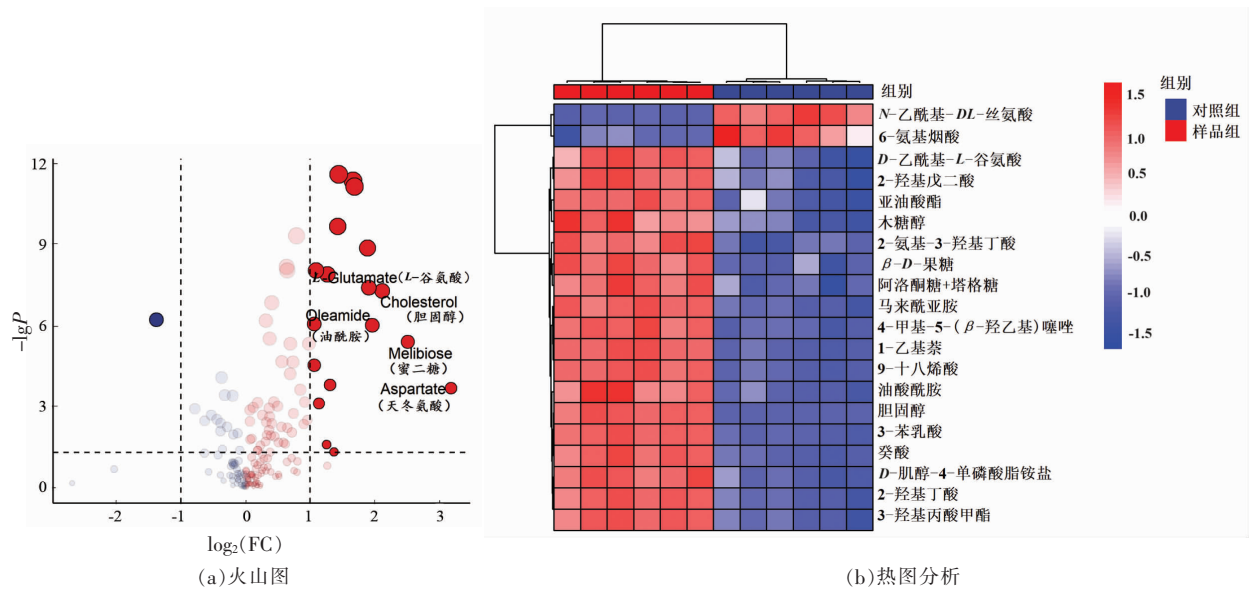 12
9
6
3
0
-2
-1
0
1
2
3
−lgP
log₂(FC)
L-Glutamate(L-谷氨酸)
Cholesterol
(胆固醇)
Oleamide
(油酰胺)
Melibiose
(蜜二糖)
Aspartate
(天冬氨酸)
(a)火山图
组别
N-乙酰基-DL-丝氨酸
6-氨基烟酸
D-乙酰基-L-谷氨酸
2-羟基戊二酸
亚油酸酯
木糖醇
2-氨基-3-羟基丁酸
β-D-果糖
阿洛酮糖+塔格糖
马来酰亚胺
4-甲基-5-(β-羟乙基)噻唑
1-乙基萘
9-十八烯酸
油酸酰胺
胆固醇
3-苯乳酸
癸酸
D-肌醇-4-单磷酸脂铵盐
2-羟基丁酸
3-羟基丙酸甲酯
1.5
1.0
0.5
0.0
-0.5
-1.0
-1.5
组别
对照组
样品组
(b)热图分析